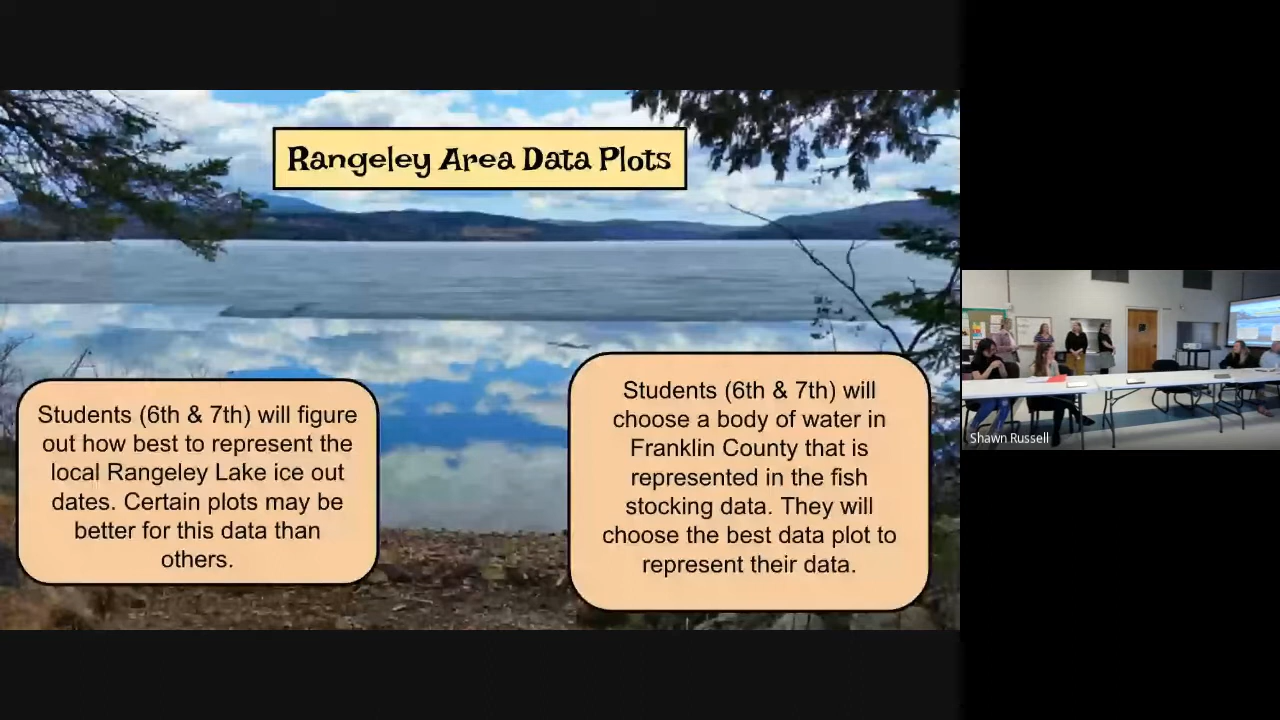 Rangeley Area Data Plots
Students (6th & 7th) will figure
out how best to represent the
local Rangeley Lake ice out
dates. Certain plots may be
better for this data than
others.
Students (6th & 7th) will
choose a body of water in
Franklin County that is
represented in the fish
stocking data. They will
choose the best data plot to
represent their data.
Shawn Russell